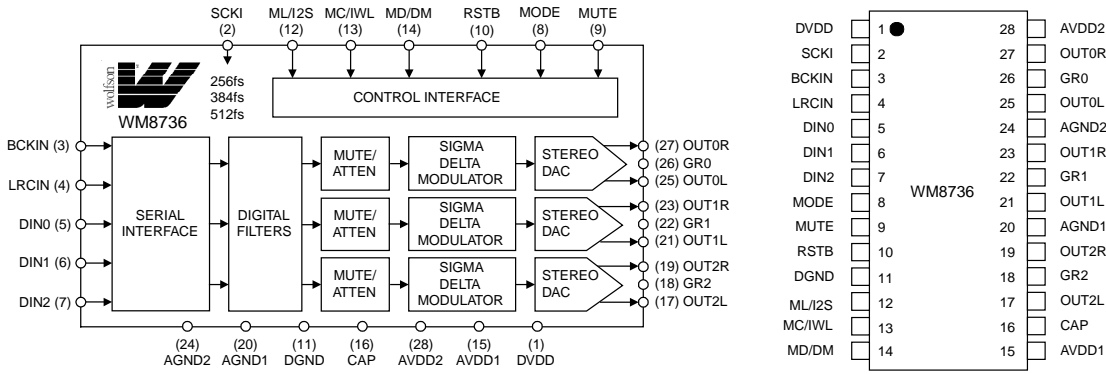 SCKI ML/I2S MC/IWL MD/DM RSTB MODE MUTE
(2) (12) (13) (14) (10) (8) (9)
wolfson
WM8736
256fs
384fs
512fs
CONTROL INTERFACE
BCKIN (3)
LRCIN (4)
DIN0 (5)
DIN1 (6)
DIN2 (7)
SERIAL
INTERFACE
DIGITAL
FILTERS
MUTE/
ATTEN
SIGMA
DELTA
MODULATOR
STEREO
DAC
(27) OUT0R
(26) GR0
(25) OUT0L
MUTE/
ATTEN
SIGMA
DELTA
MODULATOR
STEREO
DAC
(23) OUT1R
(22) GR1
(21) OUT1L
MUTE/
ATTEN
SIGMA
DELTA
MODULATOR
STEREO
DAC
(19) OUT2R
(18) GR2
(17) OUT2L
(24) (20) (11) (16) (28) (15) (1)
AGND2 AGND1 DGND CAP AVDD2 AVDD1 DVDD
DVDD 1 28 AVDD2
SCKI 2 27 OUT0R
BCKIN 3 26 GR0
LRCIN 4 25 OUT0L
DIN0 5 24 AGND2
DIN1 6 23 OUT1R
DIN2 7 22 GR1
WM8736
MODE 8 21 OUT1L
MUTE 9 20 AGND1
RSTB 10 19 OUT2R
DGND 11 18 GR2
ML/I2S 12 17 OUT2L
MC/IWL 13 16 CAP
MD/DM 14 15 AVDD1